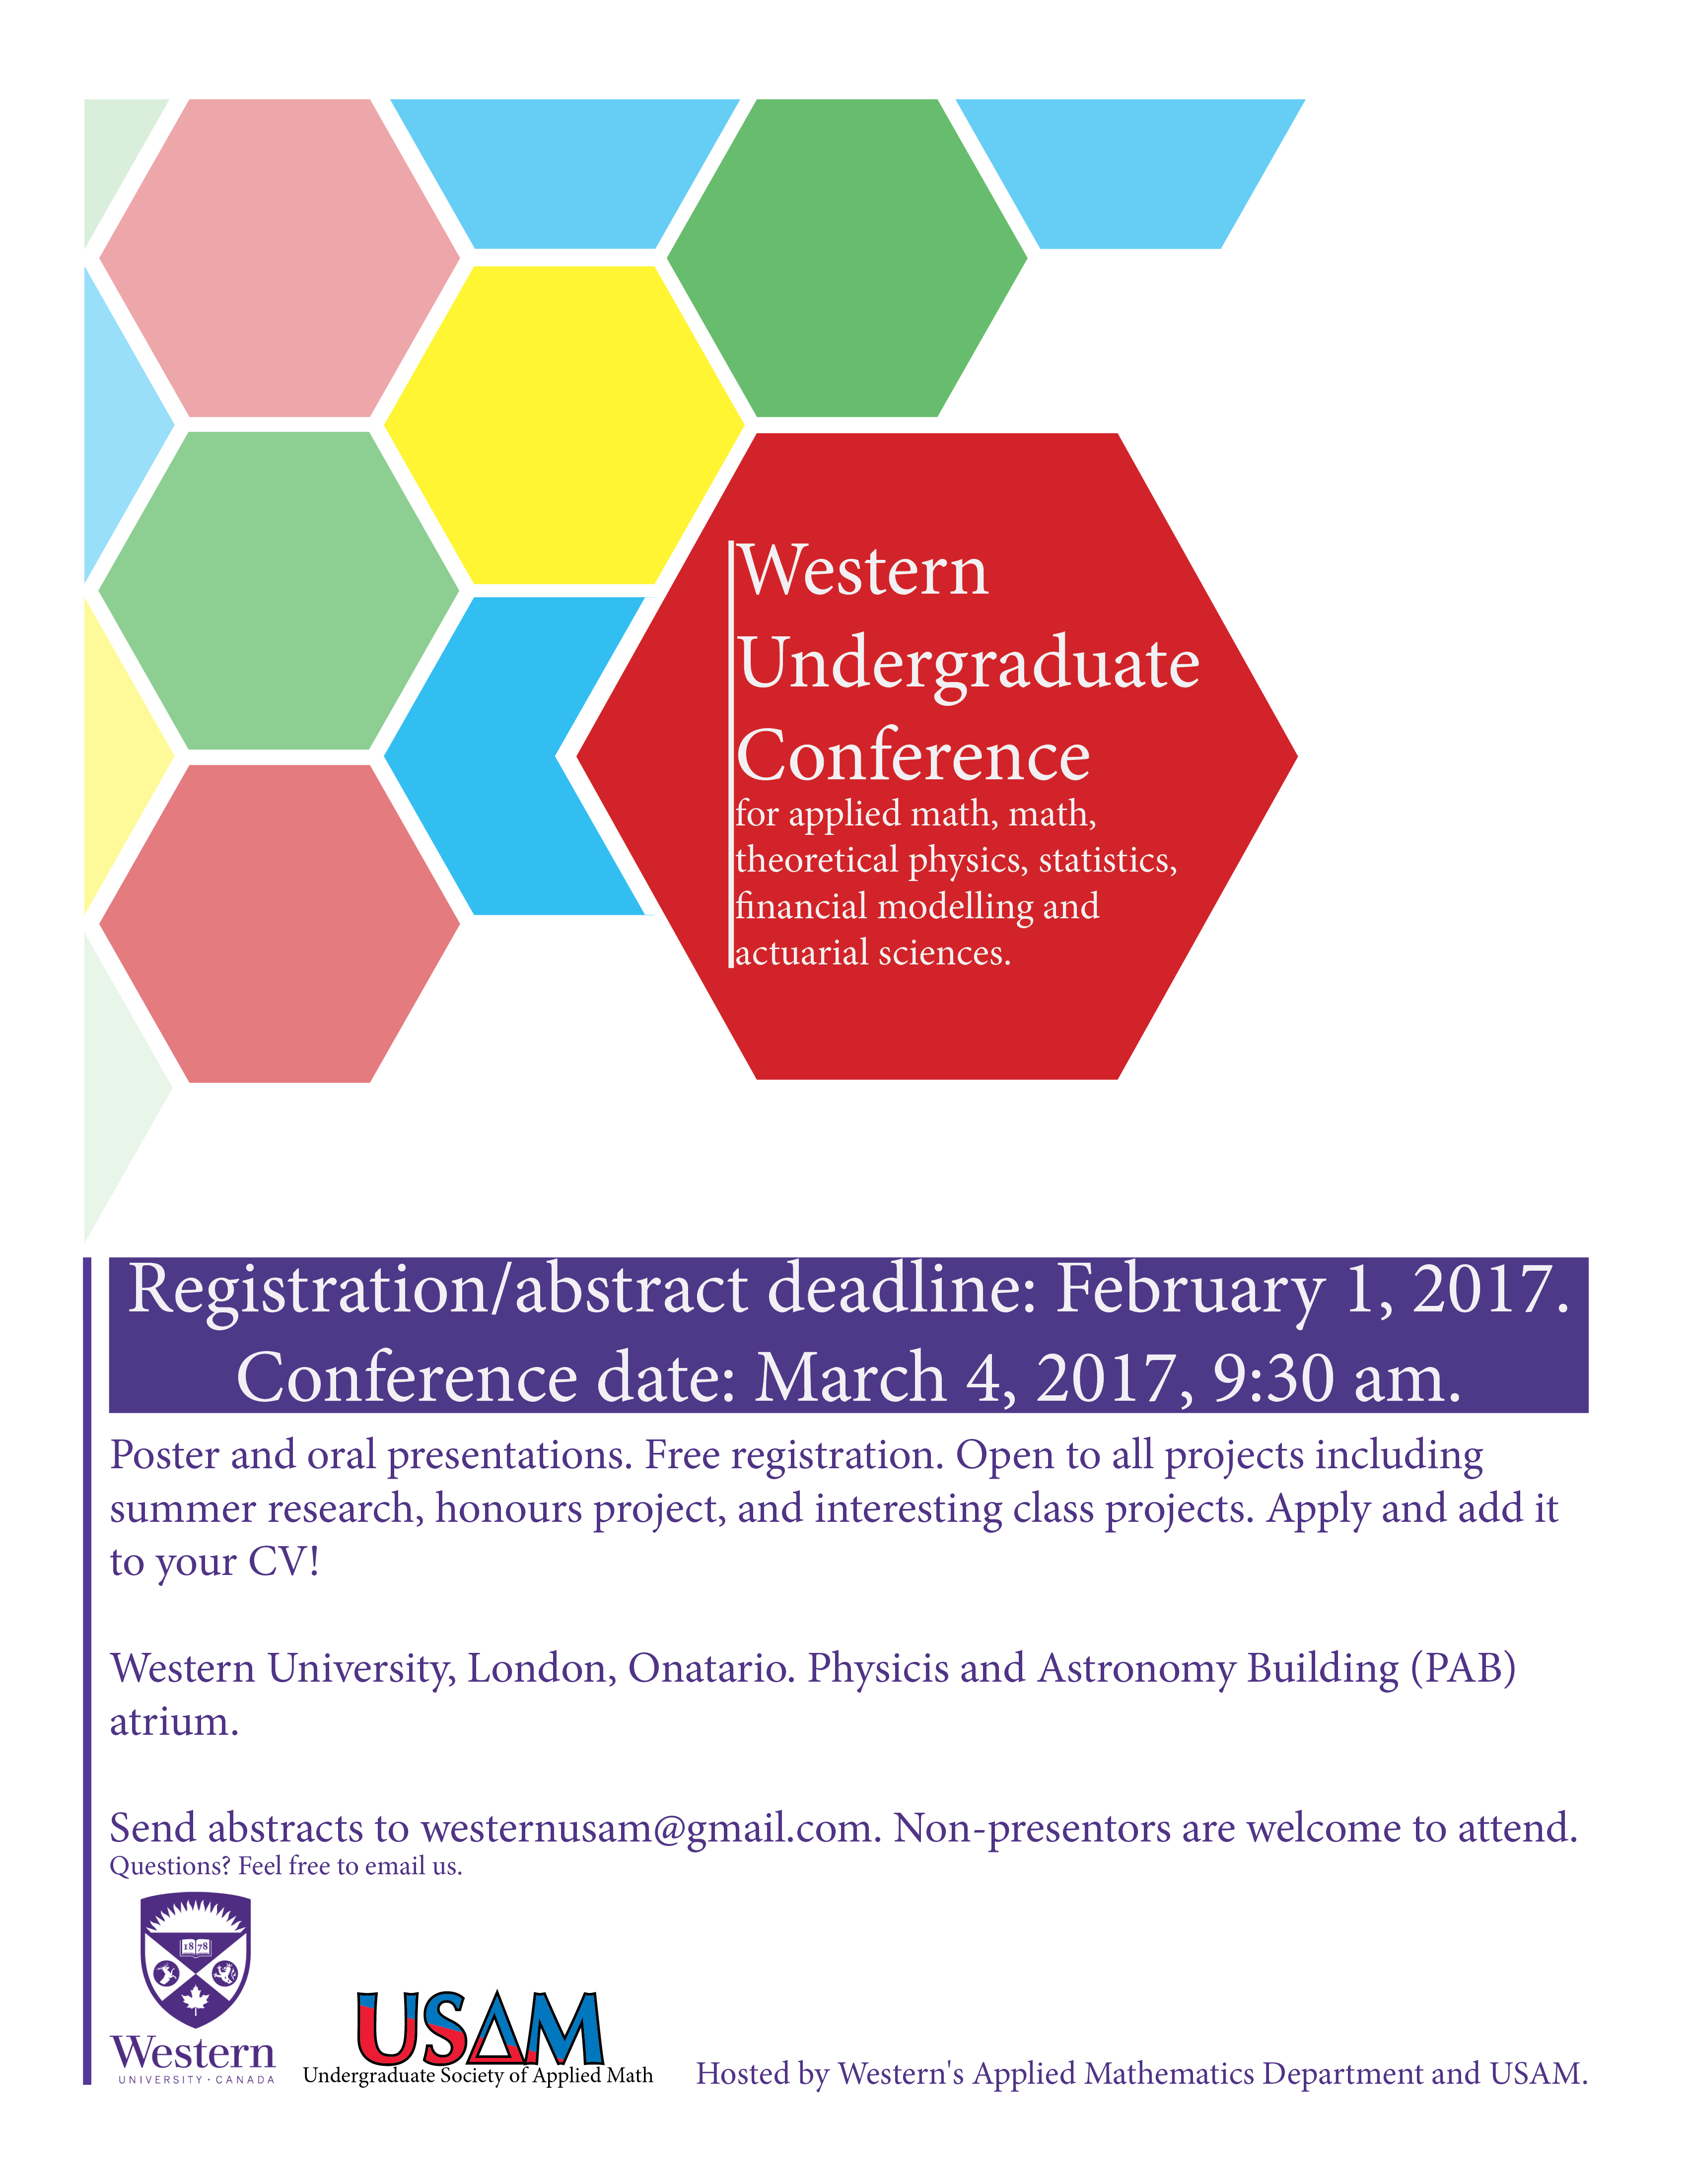 Western
Undergraduate
Conference
for applied math, math,
theoretical physics, statistics,
financial modelling and
actuarial sciences.
Registration/abstract deadline: February 1, 2017.
Conference date: March 4, 2017, 9:30 am.
Poster and oral presentations. Free registration. Open to all projects including
summer research, honours project, and interesting class projects. Apply and add it
to your CV!
Western University, London, Onatario. Physicis and Astronomy Building (PAB)
atrium.
Send abstracts to westernusam@gmail.com. Non-presentors are welcome to attend.
Questions? Feel free to email us.
1878
Western
UNIVERSITY · CANADA
USAM
Undergraduate Society of Applied Math
Hosted by Western's Applied Mathematics Department and USAM.